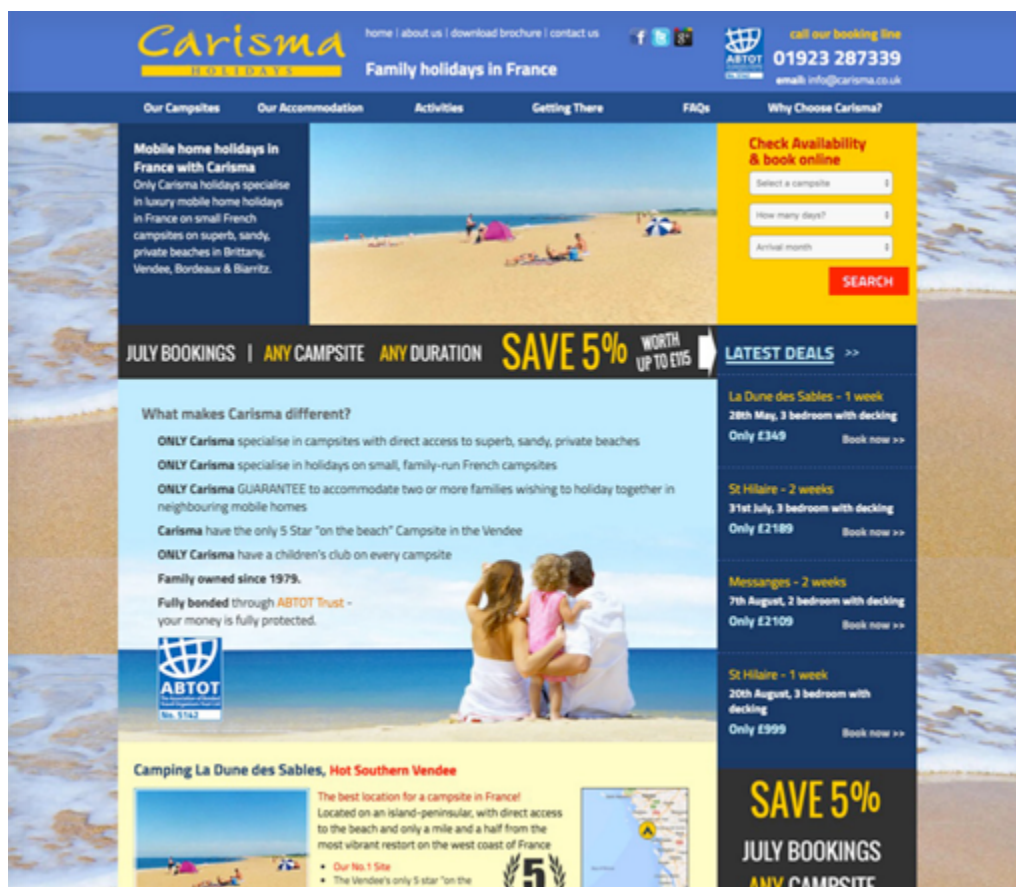 Carisma
HOLIDAYS
home | about us | download brochure | contact us
Family holidays in France
ABTOT
call our booking line
01923 287339
email: info@carisma.co.uk
Our Campsites
Our Accommodation
Activities
Getting There
FAQs
Why Choose Carisma?
Mobile home holidays in
France with Carisma
Only Carisma holidays specialise
in luxury mobile home holidays
in France on small French
campsites on superb, sandy,
private beaches in Brittany,
Vendee, Bordeaux & Biarritz.
Check Availability
& book online
Select a campsite
How many days?
Arrival month
SEARCH
JULY BOOKINGS | ANY CAMPSITE ANY DURATION SAVE 5% WORTH
UP TO £115
LATEST DEALS >>
What makes Carisma different?
ONLY Carisma specialise in campsites with direct access to superb, sandy, private beaches
ONLY Carisma specialise in holidays on small, family-run French campsites
ONLY Carisma GUARANTEE to accommodate two or more families wishing to holiday together in
neighbouring mobile homes
Carisma have the only 5 Star "on the beach" Campsite in the Vendee
ONLY Carisma have a children's club on every campsite
Family owned since 1979.
Fully bonded through ABTOT Trust -
your money is fully protected.
ABTOT
No. 5142
La Dune des Sables - 1 week
28th May, 3 bedroom with decking
Only £349
Book now >>
St Hilaire - 2 weeks
31st July, 3 bedroom with decking
Only £2189
Book now >>
Messanges - 2 weeks
7th August, 2 bedroom with decking
Only £2109
Book now >>
St Hilaire - 1 week
20th August, 3 bedroom with
decking
Only £999
Book now >>
Camping La Dune des Sables, Hot Southern Vendee
The best location for a campsite in France!
Located on an island-peninsular, with direct access
to the beach and only a mile and a half from the
most vibrant restort on the west coast of France
• Our No.1 Site
• The Vendee's only 5 star "on the
5
SAVE 5%
JULY BOOKINGS
ANY CAMPSITE